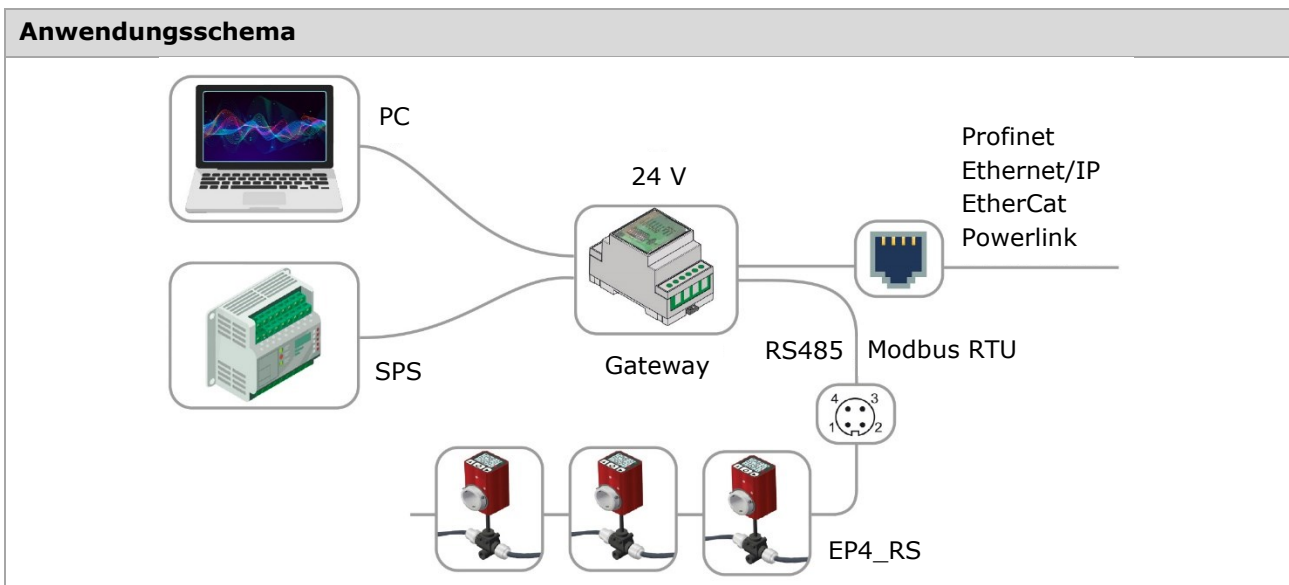 Anwendungsschema
PC
24 V
Profinet
Ethernet/IP
EtherCat
Powerlink
SPS
Gateway
RS485
Modbus RTU
4 3
1 2
EP4_RS